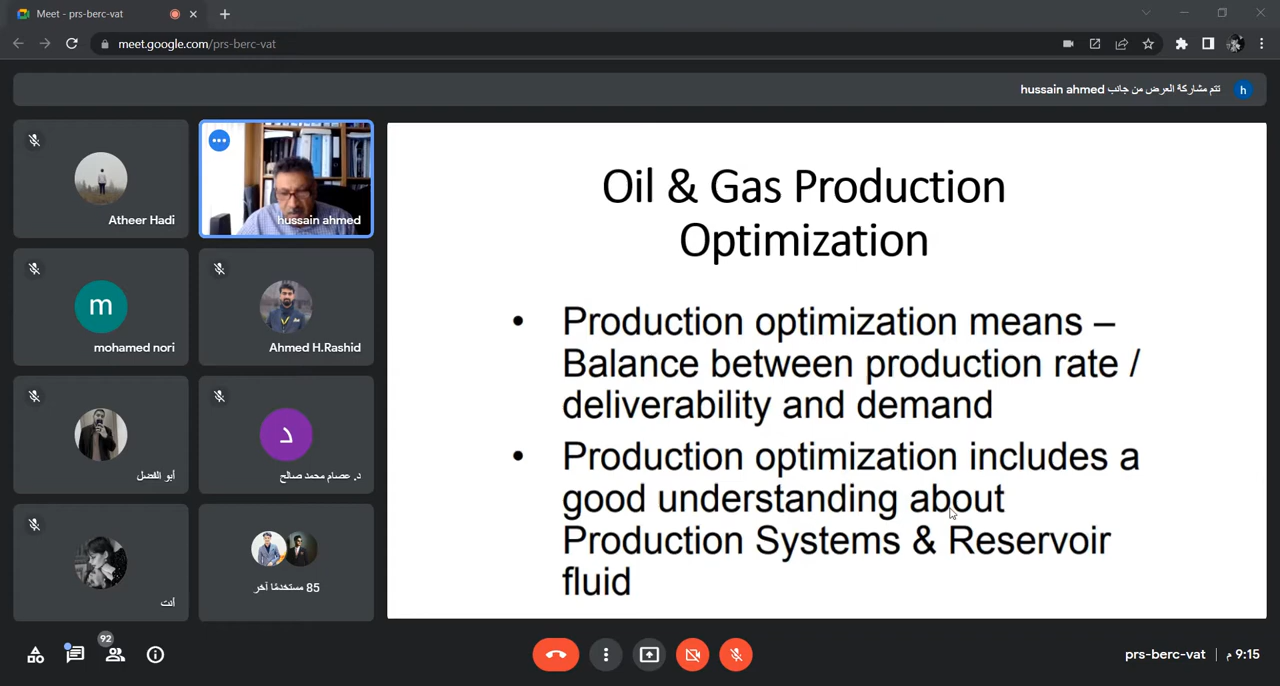 Meet - prs-berc-vat
meet.google.com/prs-berc-vat
تتم مشاركة العرض من جانب hussain ahmed
h
Atheer Hadi
hussain ahmed
m
mohamed nori
Ahmed H.Rashid
أبو الفضل
د
د. عصام محمد صالح
أنت
85 مستخدمًا آخر
Oil & Gas Production
Optimization
• Production optimization means –
Balance between production rate /
deliverability and demand
• Production optimization includes a
good understanding about
Production Systems & Reservoir
fluid
92
prs-berc-vat | 9:15 م